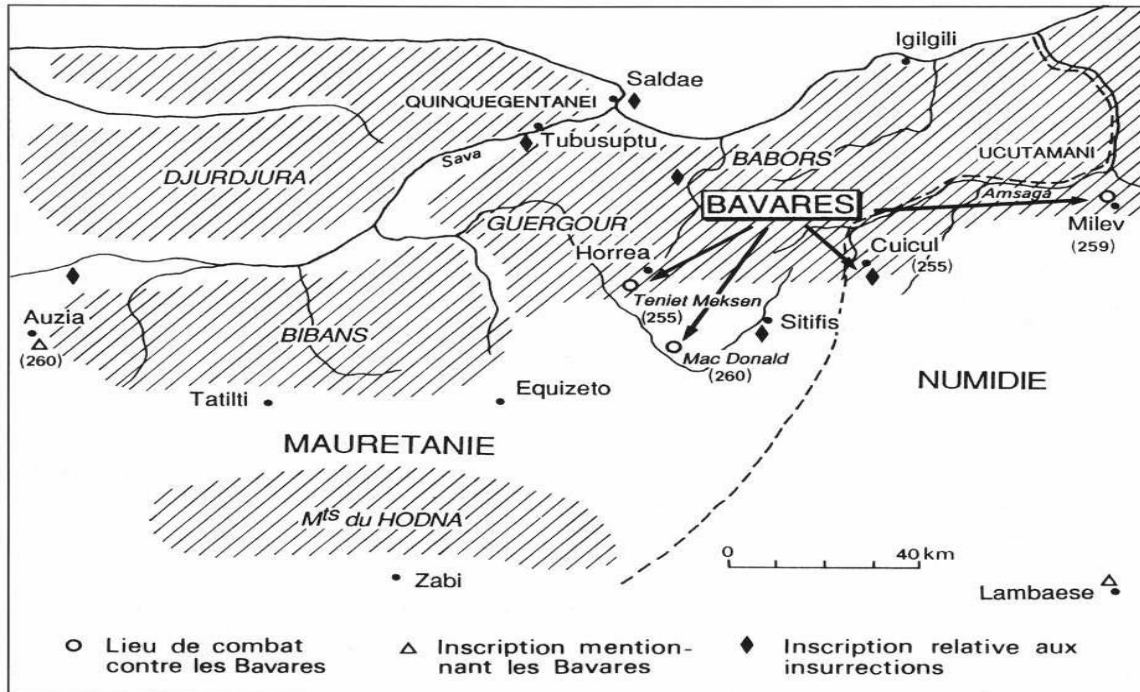 Igilgili
Saldae
QUINQUEGENTANEI
Tubusuptu
Sava
BABORS
UCUTAMANI
DJURDJURA
BAVARES
Amsaga
GUERGOUR
Milev
(259)
Horrea
Cuicul
(255)
Teniet Meksen
(255)
Auzia
(260)
BIBANS
Sitifis
Mac Donald
(260)
Tatilti
Equizeto
NUMIDIE
MAURETANIE
Mts du HODNA
0 40 km
Zabi
Lambaese
Lieu de combat
contre les Bavares
Inscription mention-
nant les Bavares
Inscription relative aux
insurrections